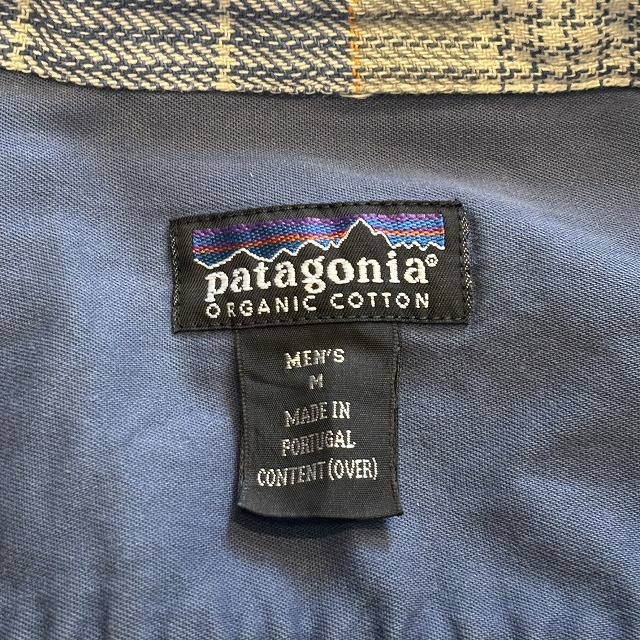 patagonia®
ORGANIC COTTON
MEN'S
M
MADE IN
PORTUGAL
CONTENT (OVER)